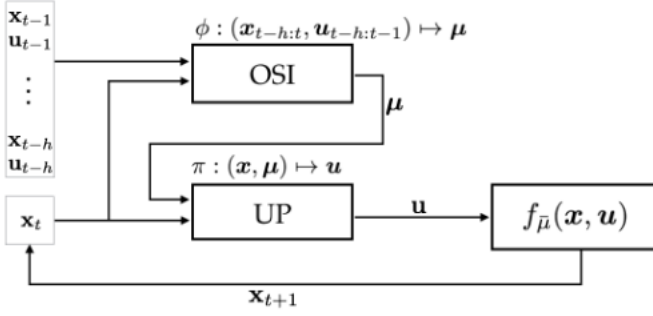 x_{t−1}
u_{t−1}
⋮
x_{t−h}
u_{t−h}
x_t
ϕ : (x_{t−h:t}, u_{t−h:t−1}) ↦ μ
OSI
μ
π : (x, μ) ↦ u
UP
u
f_{μ̄}(x, u)
x_{t+1}